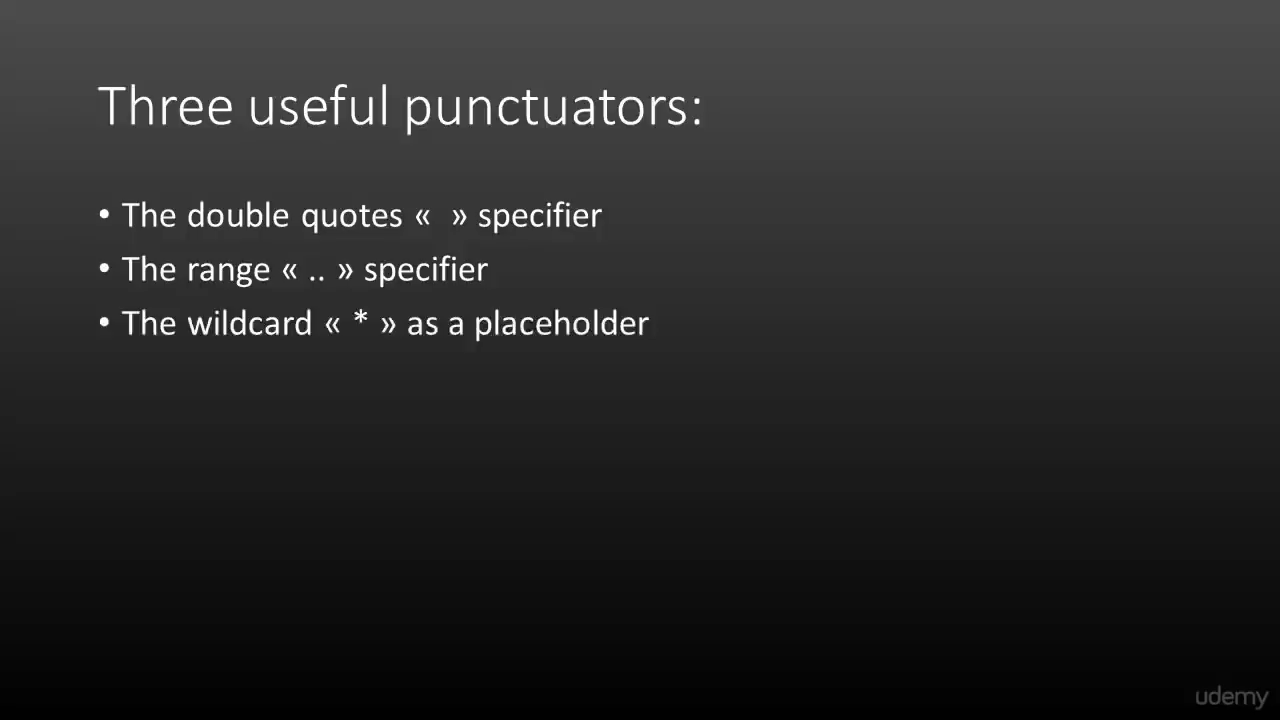 Three useful punctuators:
• The double quotes «  » specifier
• The range « .. » specifier
• The wildcard « * » as a placeholder
udemy